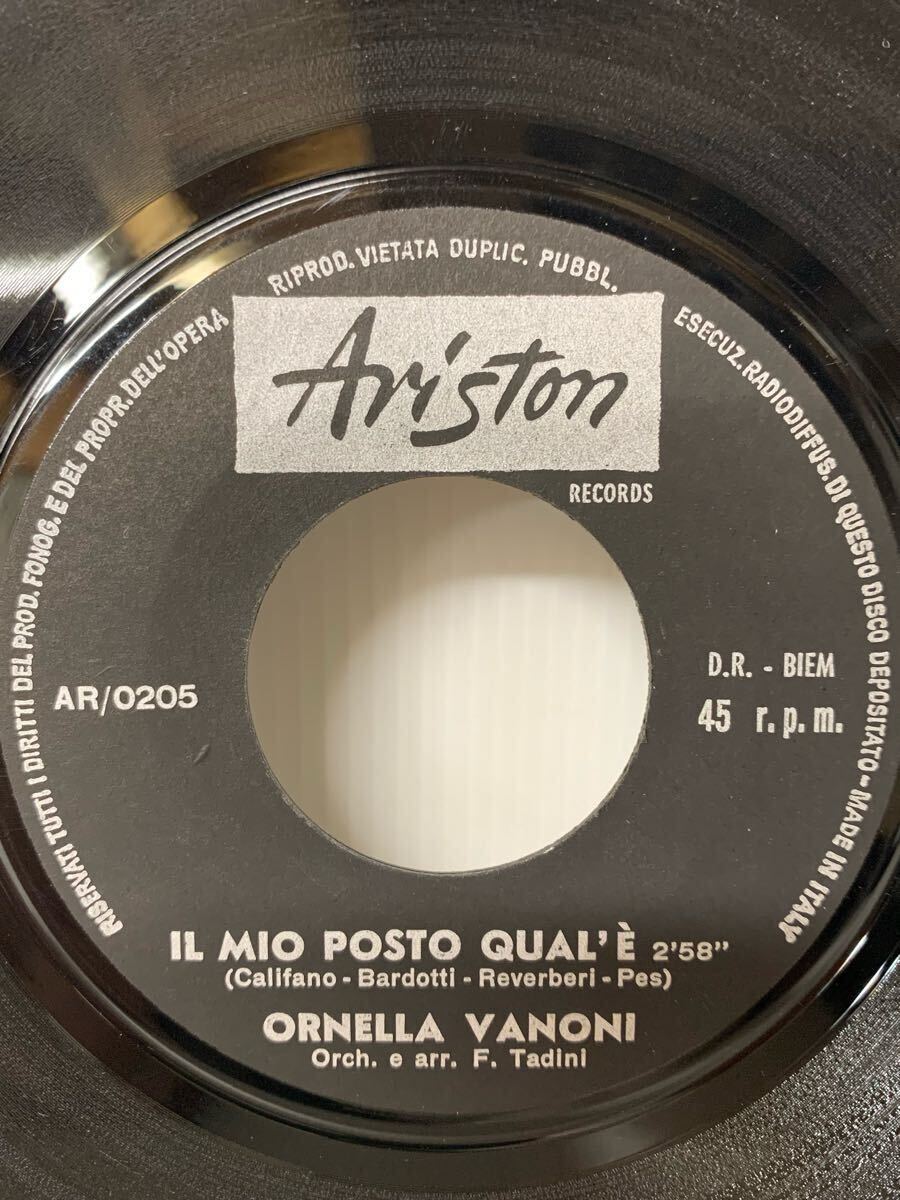 RISERVATI TUTTI I DIRITTI DEL PROD. FONOG. E DEL PROPR. DELL'OPERA
RIPROD. VIETATA DUPLIC. PUBBL.
ESECUZ. RADIODIFFUS. DI QUESTO DISCO DEPOSITATO - MADE IN ITALY
Ariston
RECORDS
AR/0205
D.R. - BIEM
45 r.p.m.
IL MIO POSTO QUAL'È 2'58"
(Califano - Bardotti - Reverberi - Pes)
ORNELLA VANONI
Orch. e arr. F. Tadini